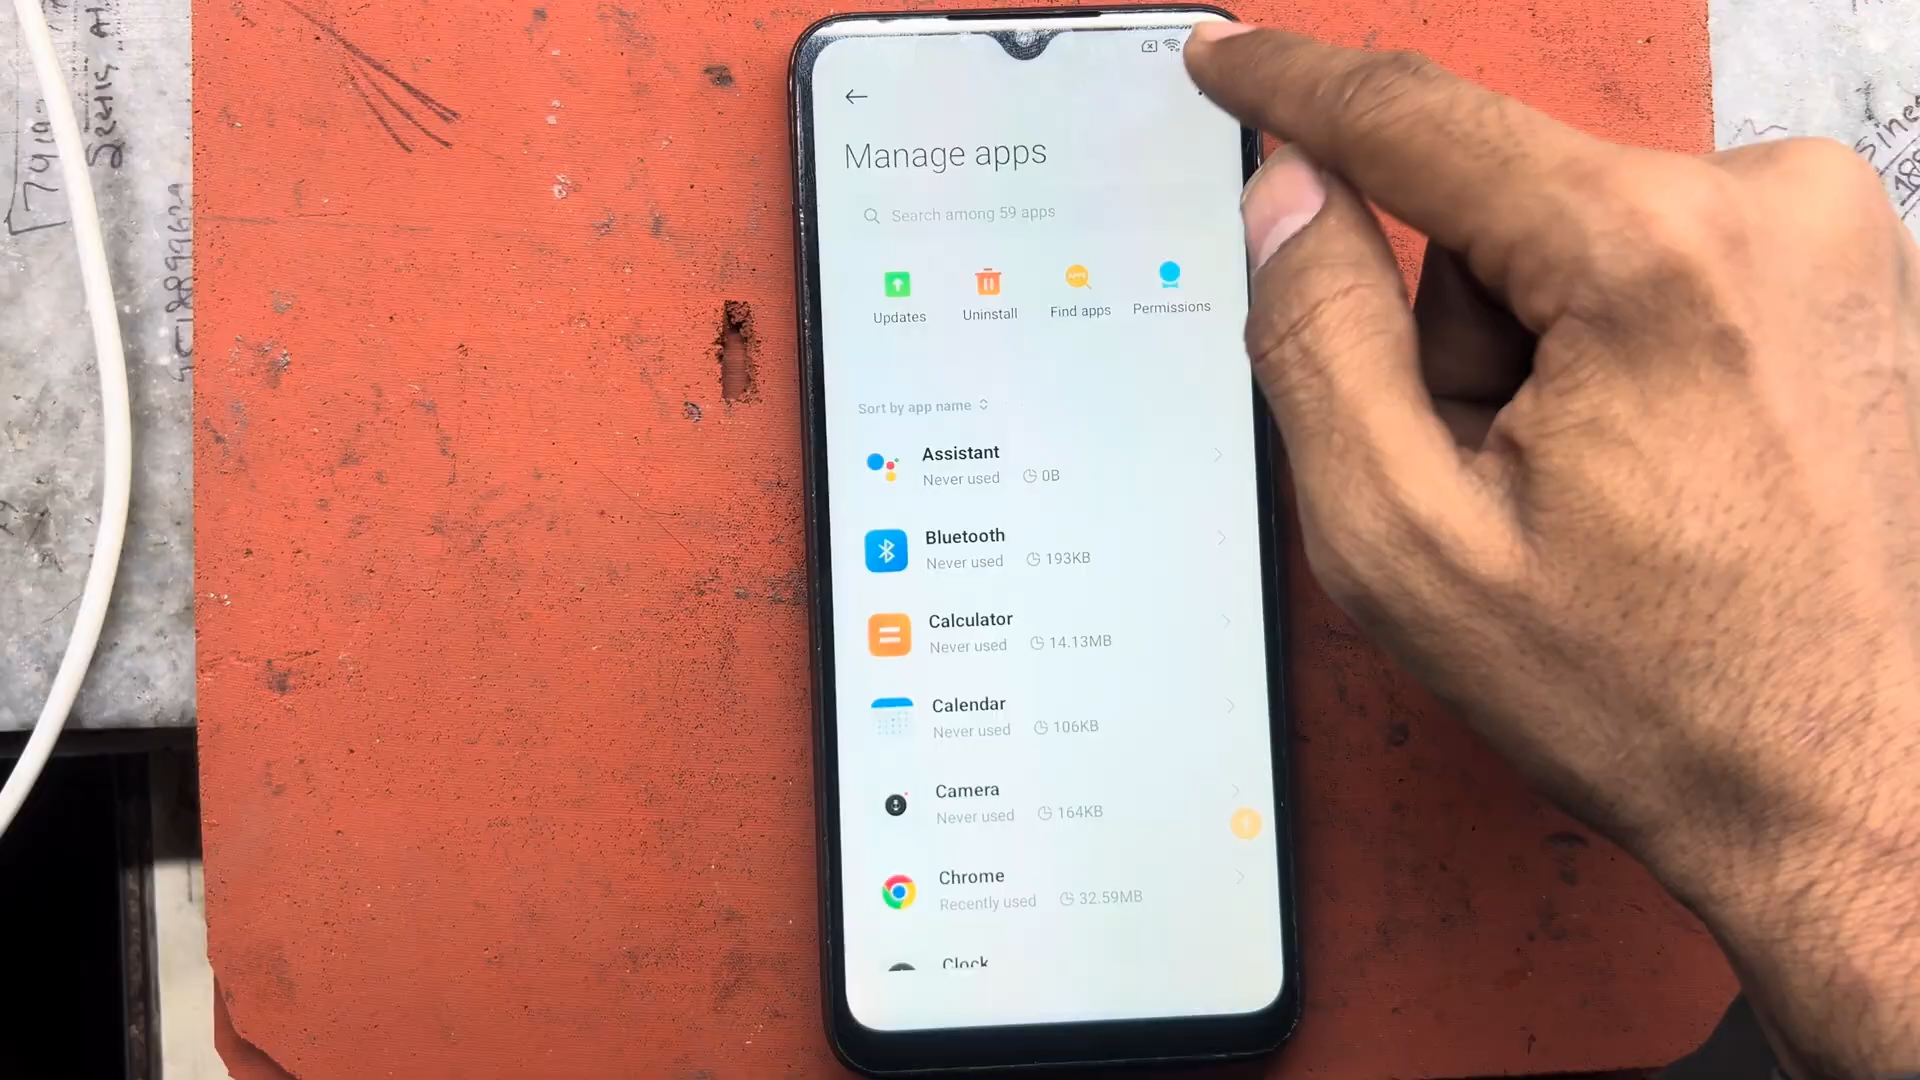 Manage apps
Search among 59 apps
Updates
Uninstall
APPS
Find apps
Permissions
Sort by app name
Assistant
Never used 0B
Bluetooth
Never used 193KB
Calculator
Never used 14.13MB
Calendar
Never used 106KB
Camera
Never used 164KB
Chrome
Recently used 32.59MB
Clock